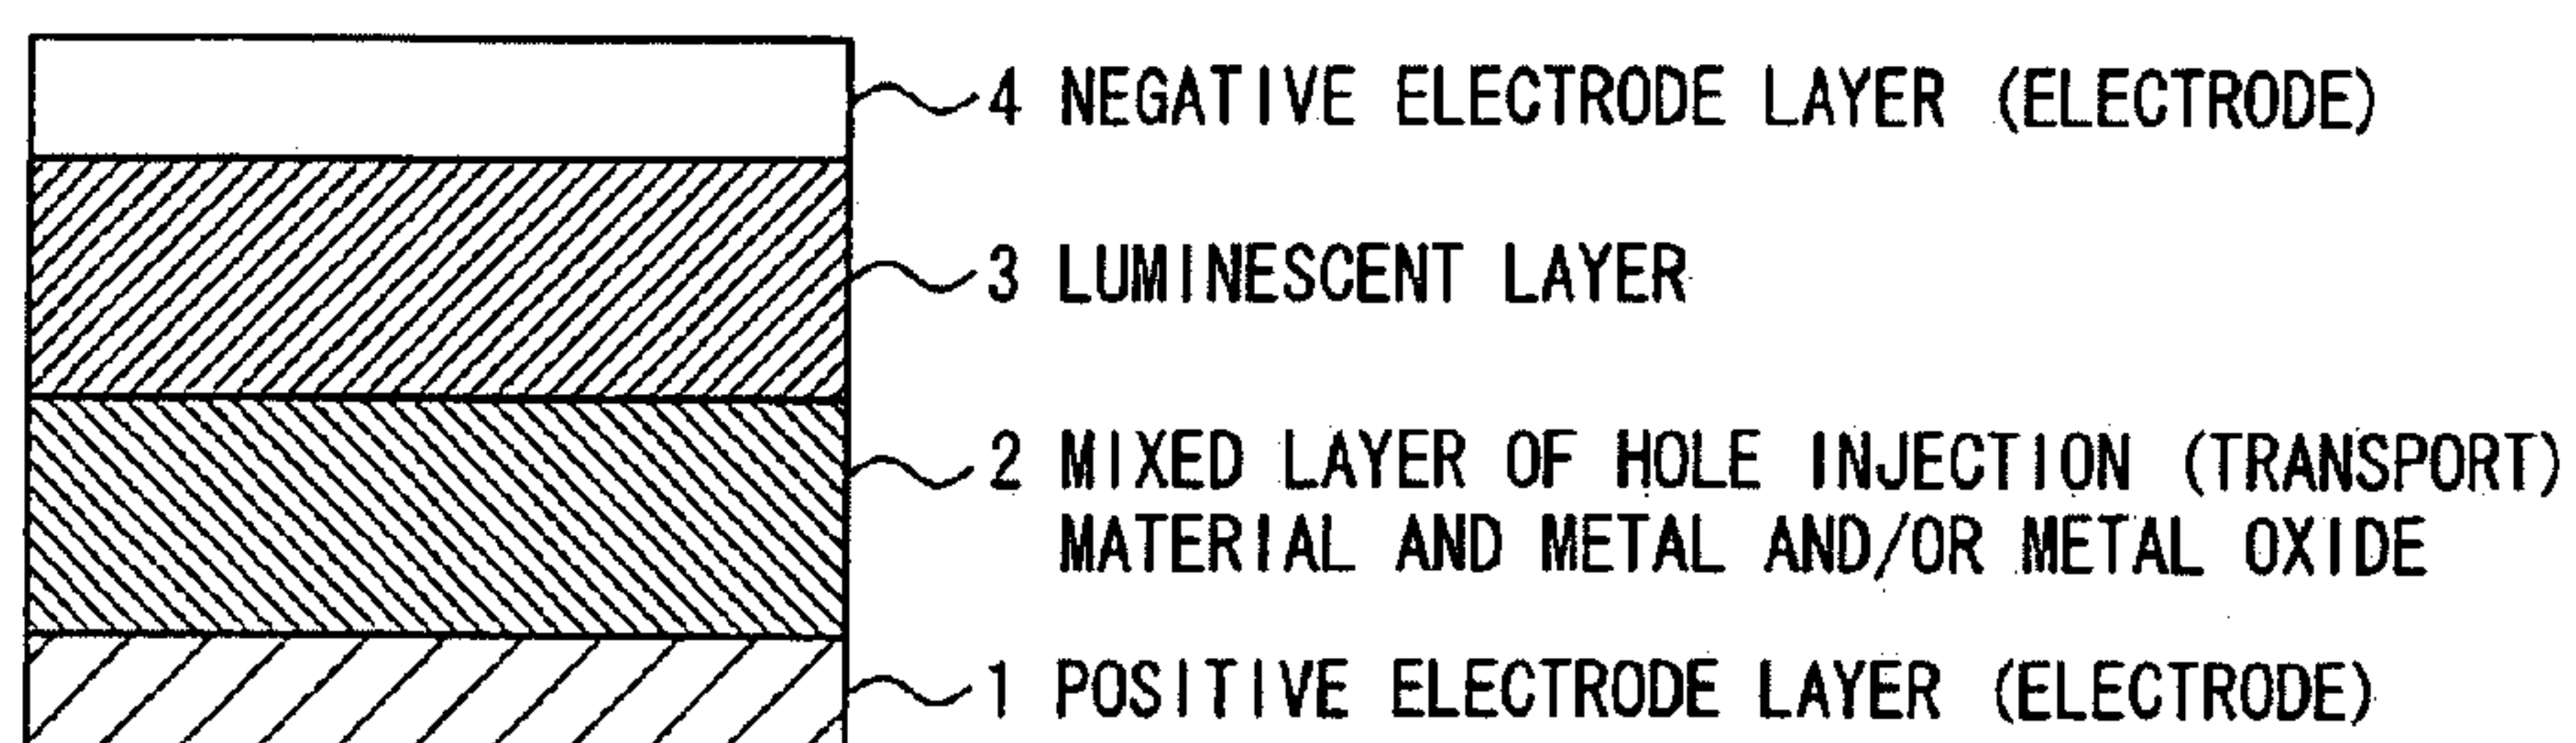 4 NEGATIVE ELECTRODE LAYER (ELECTRODE)
3 LUMINESCENT LAYER
2 MIXED LAYER OF HOLE INJECTION (TRANSPORT)
MATERIAL AND METAL AND/OR METAL OXIDE
1 POSITIVE ELECTRODE LAYER (ELECTRODE)